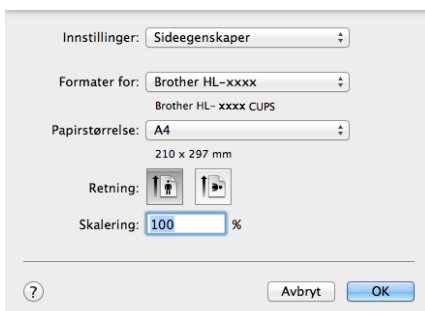 Innstillinger: Sideegenskaper
Formater for: Brother HL-xxxx
Brother HL- xxxx CUPS
Papirstørrelse: A4
210 x 297 mm
Retning:
Skalering: 100 %
? Avbryt OK